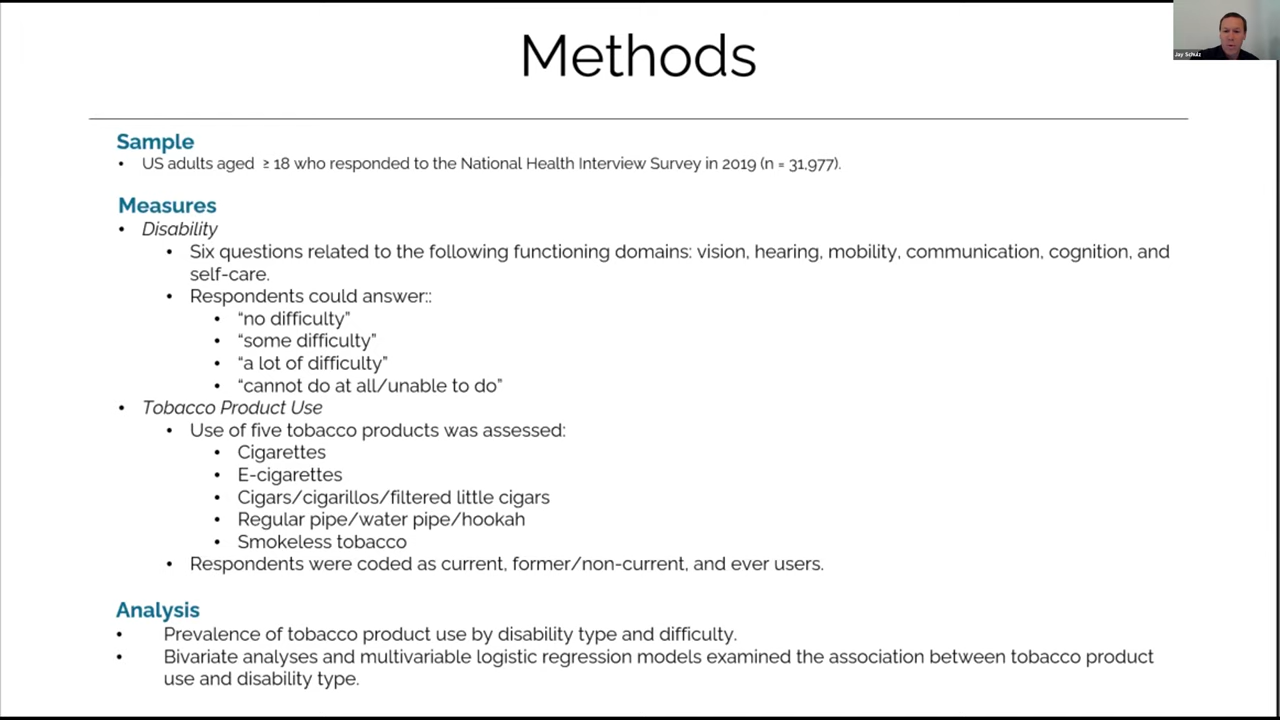 Methods
Jay Schulz
Sample
• US adults aged ≥ 18 who responded to the National Health Interview Survey in 2019 (n = 31,977).
Measures
• Disability
• Six questions related to the following functioning domains: vision, hearing, mobility, communication, cognition, and
self-care.
• Respondents could answer::
• “no difficulty”
• “some difficulty”
• “a lot of difficulty”
• “cannot do at all/unable to do”
• Tobacco Product Use
• Use of five tobacco products was assessed:
• Cigarettes
• E-cigarettes
• Cigars/cigarillos/filtered little cigars
• Regular pipe/water pipe/hookah
• Smokeless tobacco
• Respondents were coded as current, former/non-current, and ever users.
Analysis
• Prevalence of tobacco product use by disability type and difficulty.
• Bivariate analyses and multivariable logistic regression models examined the association between tobacco product
use and disability type.